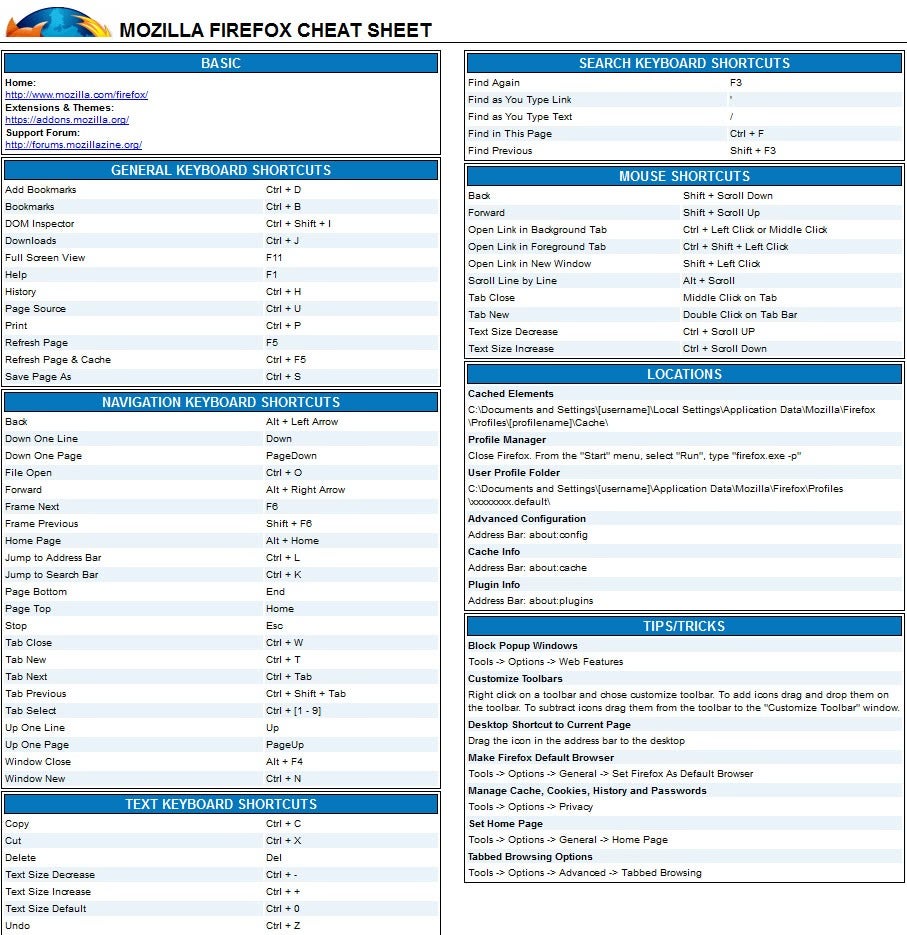 MOZILLA FIREFOX CHEAT SHEET
BASIC
Home:
http://www.mozilla.com/firefox/
Extensions & Themes:
https://addons.mozilla.org/
Support Forum:
http://forums.mozillazine.org/
GENERAL KEYBOARD SHORTCUTS
Add Bookmarks Ctrl + D
Bookmarks Ctrl + B
DOM Inspector Ctrl + Shift + I
Downloads Ctrl + J
Full Screen View F11
Help F1
History Ctrl + H
Page Source Ctrl + U
Print Ctrl + P
Refresh Page F5
Refresh Page & Cache Ctrl + F5
Save Page As Ctrl + S
NAVIGATION KEYBOARD SHORTCUTS
Back Alt + Left Arrow
Down One Line Down
Down One Page PageDown
File Open Ctrl + O
Forward Alt + Right Arrow
Frame Next F6
Frame Previous Shift + F6
Home Page Alt + Home
Jump to Address Bar Ctrl + L
Jump to Search Bar Ctrl + K
Page Bottom End
Page Top Home
Stop Esc
Tab Close Ctrl + W
Tab New Ctrl + T
Tab Next Ctrl + Tab
Tab Previous Ctrl + Shift + Tab
Tab Select Ctrl + [1 - 9]
Up One Line Up
Up One Page PageUp
Window Close Alt + F4
Window New Ctrl + N
TEXT KEYBOARD SHORTCUTS
Copy Ctrl + C
Cut Ctrl + X
Delete Del
Text Size Decrease Ctrl + -
Text Size Increase Ctrl + +
Text Size Default Ctrl + 0
Undo Ctrl + Z
SEARCH KEYBOARD SHORTCUTS
Find Again F3
Find as You Type Link '
Find as You Type Text /
Find in This Page Ctrl + F
Find Previous Shift + F3
MOUSE SHORTCUTS
Back Shift + Scroll Down
Forward Shift + Scroll Up
Open Link in Background Tab Ctrl + Left Click or Middle Click
Open Link in Foreground Tab Ctrl + Shift + Left Click
Open Link in New Window Shift + Left Click
Scroll Line by Line Alt + Scroll
Tab Close Middle Click on Tab
Tab New Double Click on Tab Bar
Text Size Decrease Ctrl + Scroll UP
Text Size Increase Ctrl + Scroll Down
LOCATIONS
Cached Elements
C:\Documents and Settings\[username]\Local Settings\Application Data\Mozilla\Firefox
\Profiles\[profilename]\Cache\
Profile Manager
Close Firefox. From the "Start" menu, select "Run", type "firefox.exe -p"
User Profile Folder
C:\Documents and Settings\[username]\Application Data\Mozilla\Firefox\Profiles
\xxxxxxxx.default\
Advanced Configuration
Address Bar: about:config
Cache Info
Address Bar: about:cache
Plugin Info
Address Bar: about:plugins
TIPS/TRICKS
Block Popup Windows
Tools -> Options -> Web Features
Customize Toolbars
Right click on a toolbar and chose customize toolbar. To add icons drag and drop them on
the toolbar. To subtract icons drag them from the toolbar to the "Customize Toolbar" window.
Desktop Shortcut to Current Page
Drag the icon in the address bar to the desktop
Make Firefox Default Browser
Tools -> Options -> General -> Set Firefox As Default Browser
Manage Cache, Cookies, History and Passwords
Tools -> Options -> Privacy
Set Home Page
Tools -> Options -> General -> Home Page
Tabbed Browsing Options
Tools -> Options -> Advanced -> Tabbed Browsing